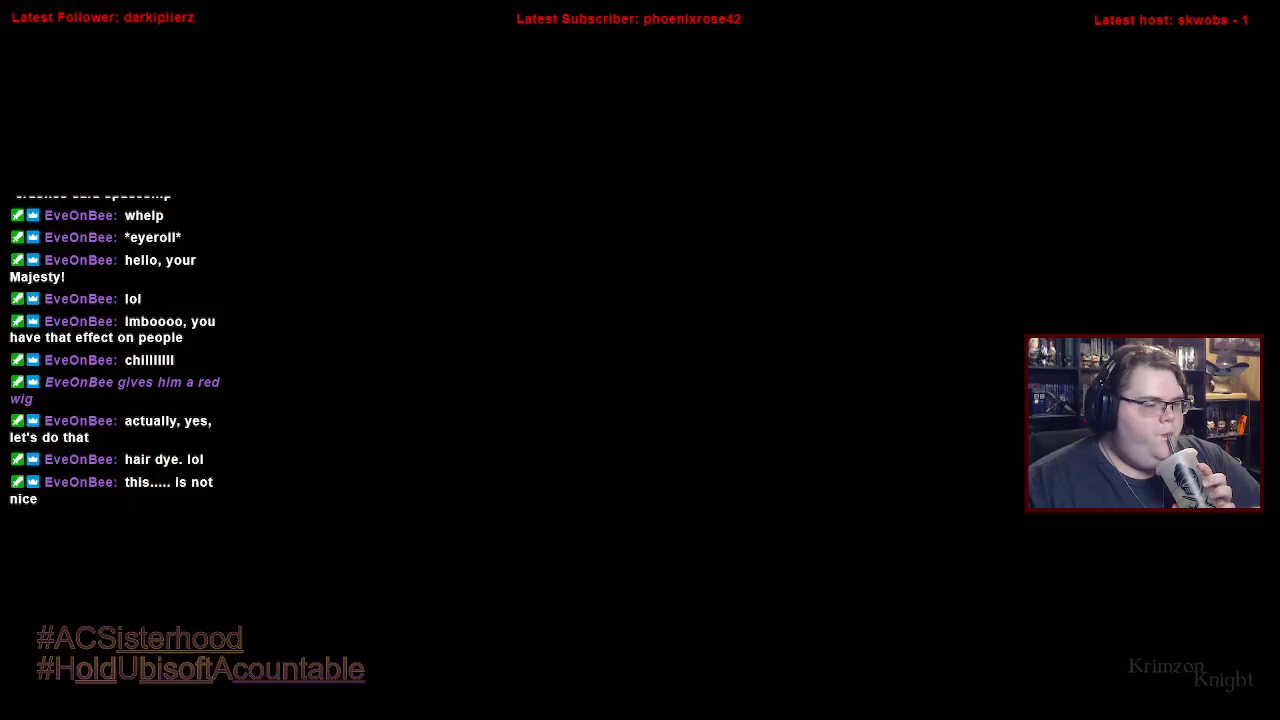 Latest Follower: darkiplierz
Latest Subscriber: phoenixrose42
Latest host: skwobs - 1
EveOnBee: whelp
EveOnBee: *eyeroll*
EveOnBee: hello, your
Majesty!
EveOnBee: lol
EveOnBee: lmboooo, you
have that effect on people
EveOnBee: chillllllll
EveOnBee gives him a red
wig
EveOnBee: actually, yes,
let's do that
EveOnBee: hair dye. lol
EveOnBee: this..... is not
nice
#ACSisterhood
#HoldUbisoftAcountable
Krimzon
Knight